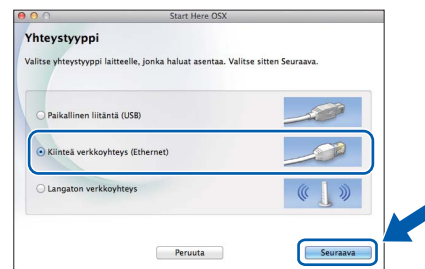 Start Here OSX
Yhteystyyppi
Valitse yhteystyyppi laitteelle, jonka haluat asentaa. Valitse sitten Seuraava.
Paikallinen liitäntä (USB)
Kiinteä verkkoyhteys (Ethernet)
Langaton verkkoyhteys
Peruuta
Seuraava